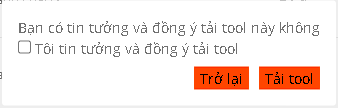 Bạn có tin tưởng và đồng ý tải tool này không
Tôi tin tưởng và đồng ý tải tool
Trở lại Tải tool